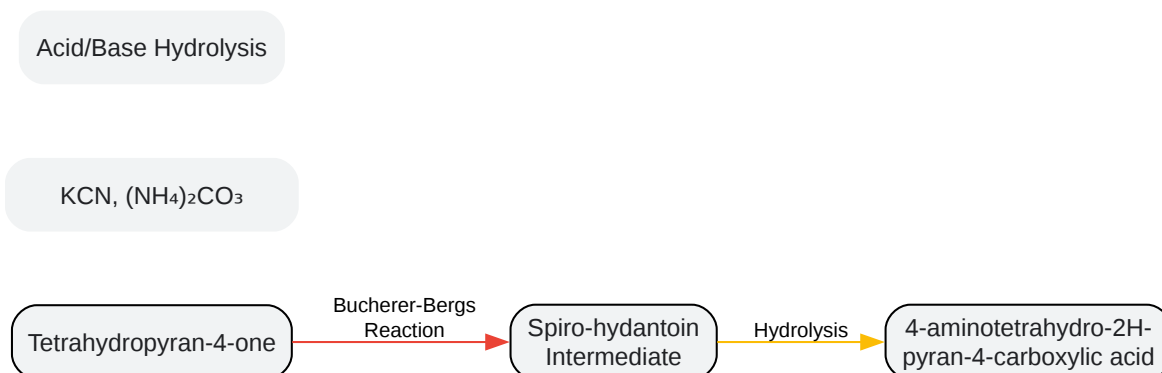 Acid/Base Hydrolysis
KCN, (NH₄)₂CO₃
Tetrahydropyran-4-one
Bucherer-Bergs
Reaction
Spiro-hydantoin
Intermediate
Hydrolysis
4-aminotetrahydro-2H-
pyran-4-carboxylic acid